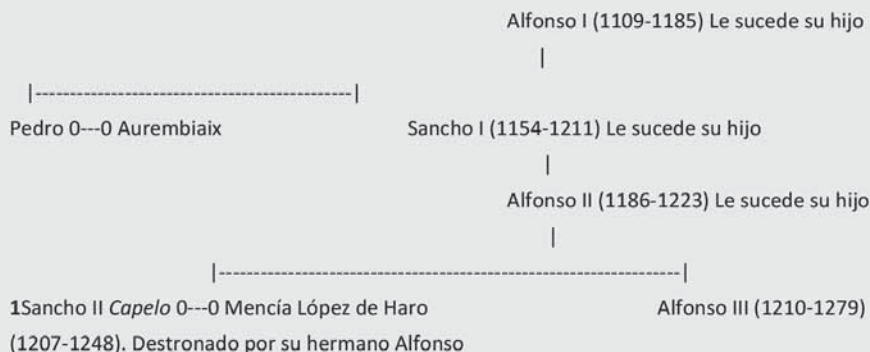 Alfonso I (1109-1185) Le sucede su hijo
|
|-----------------------------------------------|
Pedro 0---0 Aurembiaix Sancho I (1154-1211) Le sucede su hijo
|
Alfonso II (1186-1223) Le sucede su hijo
|
|--------------------------------------------------------------------|
1Sancho II Capelo 0---0 Mencía López de Haro Alfonso III (1210-1279)
(1207-1248). Destronado por su hermano Alfonso